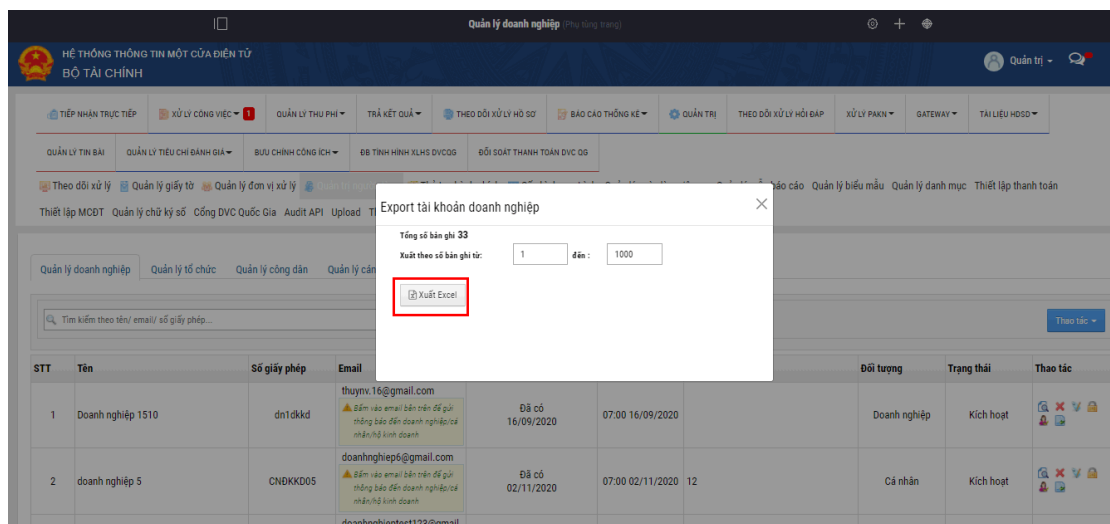 Quản lý doanh nghiệp (Phụ tùng trang)
HỆ THỐNG THÔNG TIN MỘT CỬA ĐIỆN TỬ
BỘ TÀI CHÍNH
Quản trị
TIẾP NHẬN TRỰC TIẾP XỬ LÝ CÔNG VIỆC 1 QUẢN LÝ THU PHÍ TRẢ KẾT QUẢ THEO DÕI XỬ LÝ HỒ SƠ BÁO CÁO THỐNG KÊ QUẢN TRỊ THEO DÕI XỬ LÝ HỎI ĐÁP XỬ LÝ PAKN GATEWAY TÀI LIỆU HDSD
QUẢN LÝ TIN BÀI QUẢN LÝ TIÊU CHÍ ĐÁNH GIÁ BƯU CHÍNH CÔNG ÍCH ĐB TÌNH HÌNH XLHS DVCQG ĐỐI SOÁT THANH TOÁN DVC QG
Theo dõi xử lý Quản lý giấy tờ Quản lý đơn vị xử lý báo cáo Quản lý biểu mẫu Quản lý danh mục Thiết lập thanh toán
Thiết lập MCĐT Quản lý chữ ký số Cổng DVC Quốc Gia Audit API Upload
Export tài khoản doanh nghiệp
Tổng số bản ghi 33
Xuất theo số bản ghi từ: 1 đến : 1000
Xuất Excel
Quản lý doanh nghiệp Quản lý tổ chức Quản lý công dân Quản lý cán
Tìm kiếm theo tên/ email/ số giấy phép...
Thao tác
STT Tên Số giấy phép Email Đối tượng Trạng thái Thao tác
thuynv.16@gmail.com
Bấm vào email bên trên để gửi
thông báo đến doanh nghiệp/cá
nhân/hộ kinh doanh
1 Doanh nghiệp 1510 dn1dkkd Đã có 16/09/2020 07:00 16/09/2020 Doanh nghiệp Kích hoạt
doanhnghiep6@gmail.com
Bấm vào email bên trên để gửi
thông báo đến doanh nghiệp/cá
nhân/hộ kinh doanh
2 doanh nghiệp 5 CNĐKKD05 Đã có 02/11/2020 07:00 02/11/2020 12 Cá nhân Kích hoạt